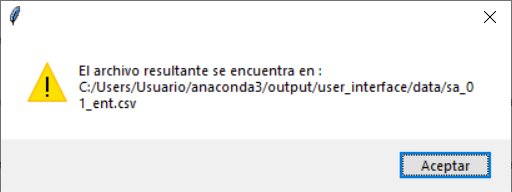 El archivo resultante se encuentra en :
C:/Users/Usuario/anaconda3/output/user_interface/data/sa_0
1_ent.csv
Aceptar